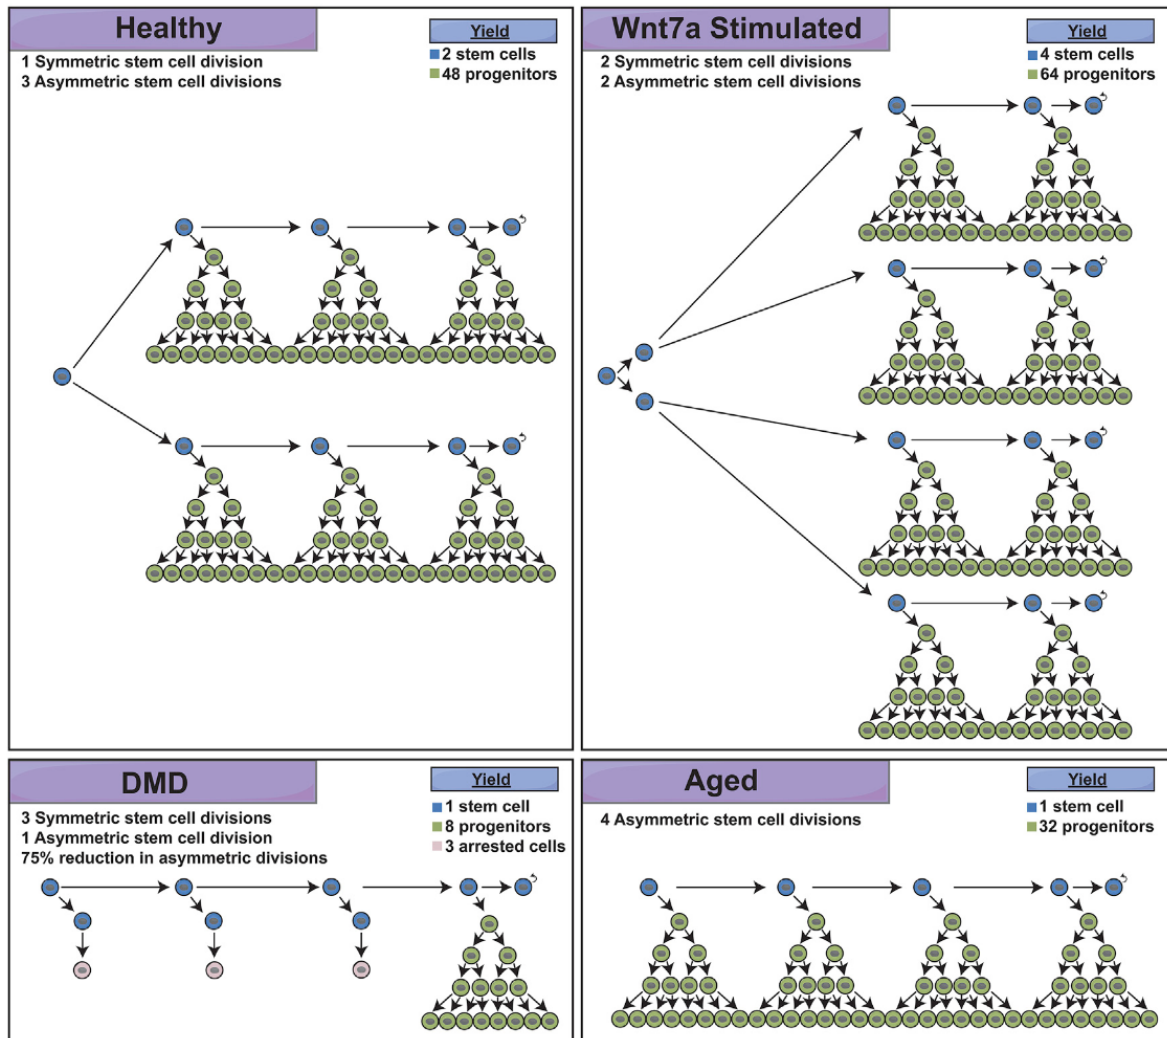 Healthy
Yield
1 Symmetric stem cell division
3 Asymmetric stem cell divisions
2 stem cells
48 progenitors
Wnt7a Stimulated
Yield
2 Symmetric stem cell divisions
2 Asymmetric stem cell divisions
4 stem cells
64 progenitors
DMD
Yield
3 Symmetric stem cell divisions
1 Asymmetric stem cell division
75% reduction in asymmetric divisions
1 stem cell
8 progenitors
3 arrested cells
Aged
Yield
4 Asymmetric stem cell divisions
1 stem cell
32 progenitors